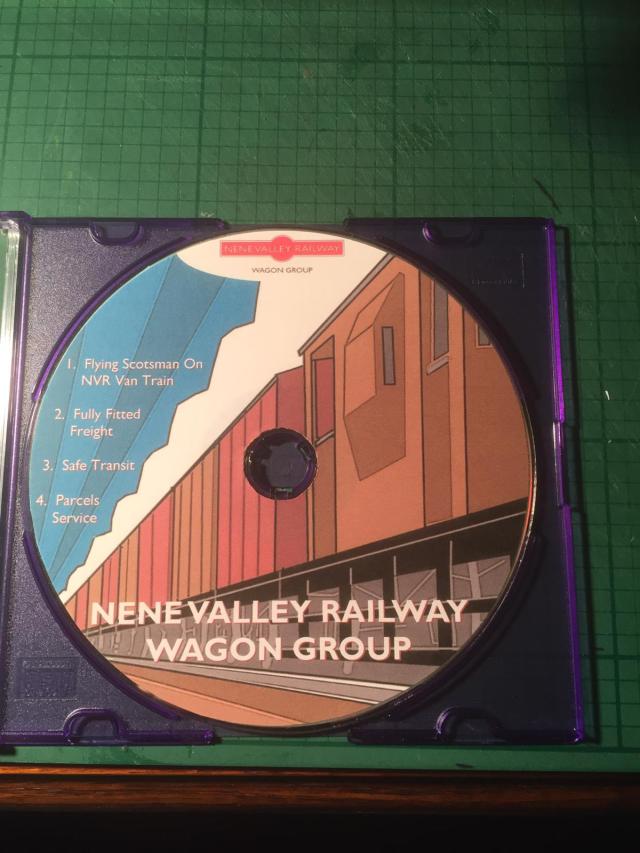 NENE VALLEY RAILWAY
WAGON GROUP
1. Flying Scotsman On
NVR Van Train
2. Fully Fitted
Freight
3. Safe Transit
4. Parcels
Service
NENE VALLEY RAILWAY
WAGON GROUP